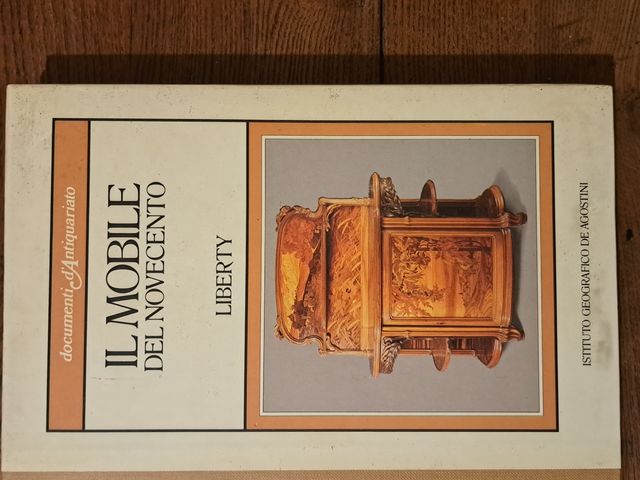 documenti d'Antiquariato
IL MOBILE
DEL NOVECENTO
LIBERTY
ISTITUTO GEOGRAFICO DE AGOSTINI